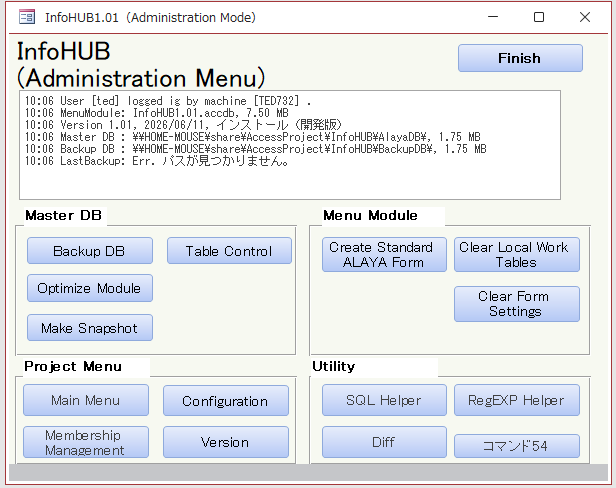 InfoHUB1.01 (Administration Mode)
InfoHUB
(Administration Menu)
Finish
10:06 User [ted] logged ig by machine [TED732] .
10:06 MenuModule: InfoHUB1.01.accdb, 7.50 MB
10:06 Version 1.01, 2026/06/11, インストール (開発版)
10:06 Master DB : ¥¥HOME-MOUSE¥share¥AccessProject¥InfoHUB¥AlayaDB¥, 1.75 MB
10:06 Backup DB : ¥¥HOME-MOUSE¥share¥AccessProject¥InfoHUB¥BackupDB¥, 1.75 MB
10:06 LastBackup: Err. パスが見つかりません。
Master DB
Backup DB
Table Control
Optimize Module
Make Snapshot
Menu Module
Create Standard
ALAYA Form
Clear Local Work
Tables
Clear Form
Settings
Project Menu
Main Menu
Configuration
Membership
Management
Version
Utility
SQL Helper
RegEXP Helper
Diff
コマンド54